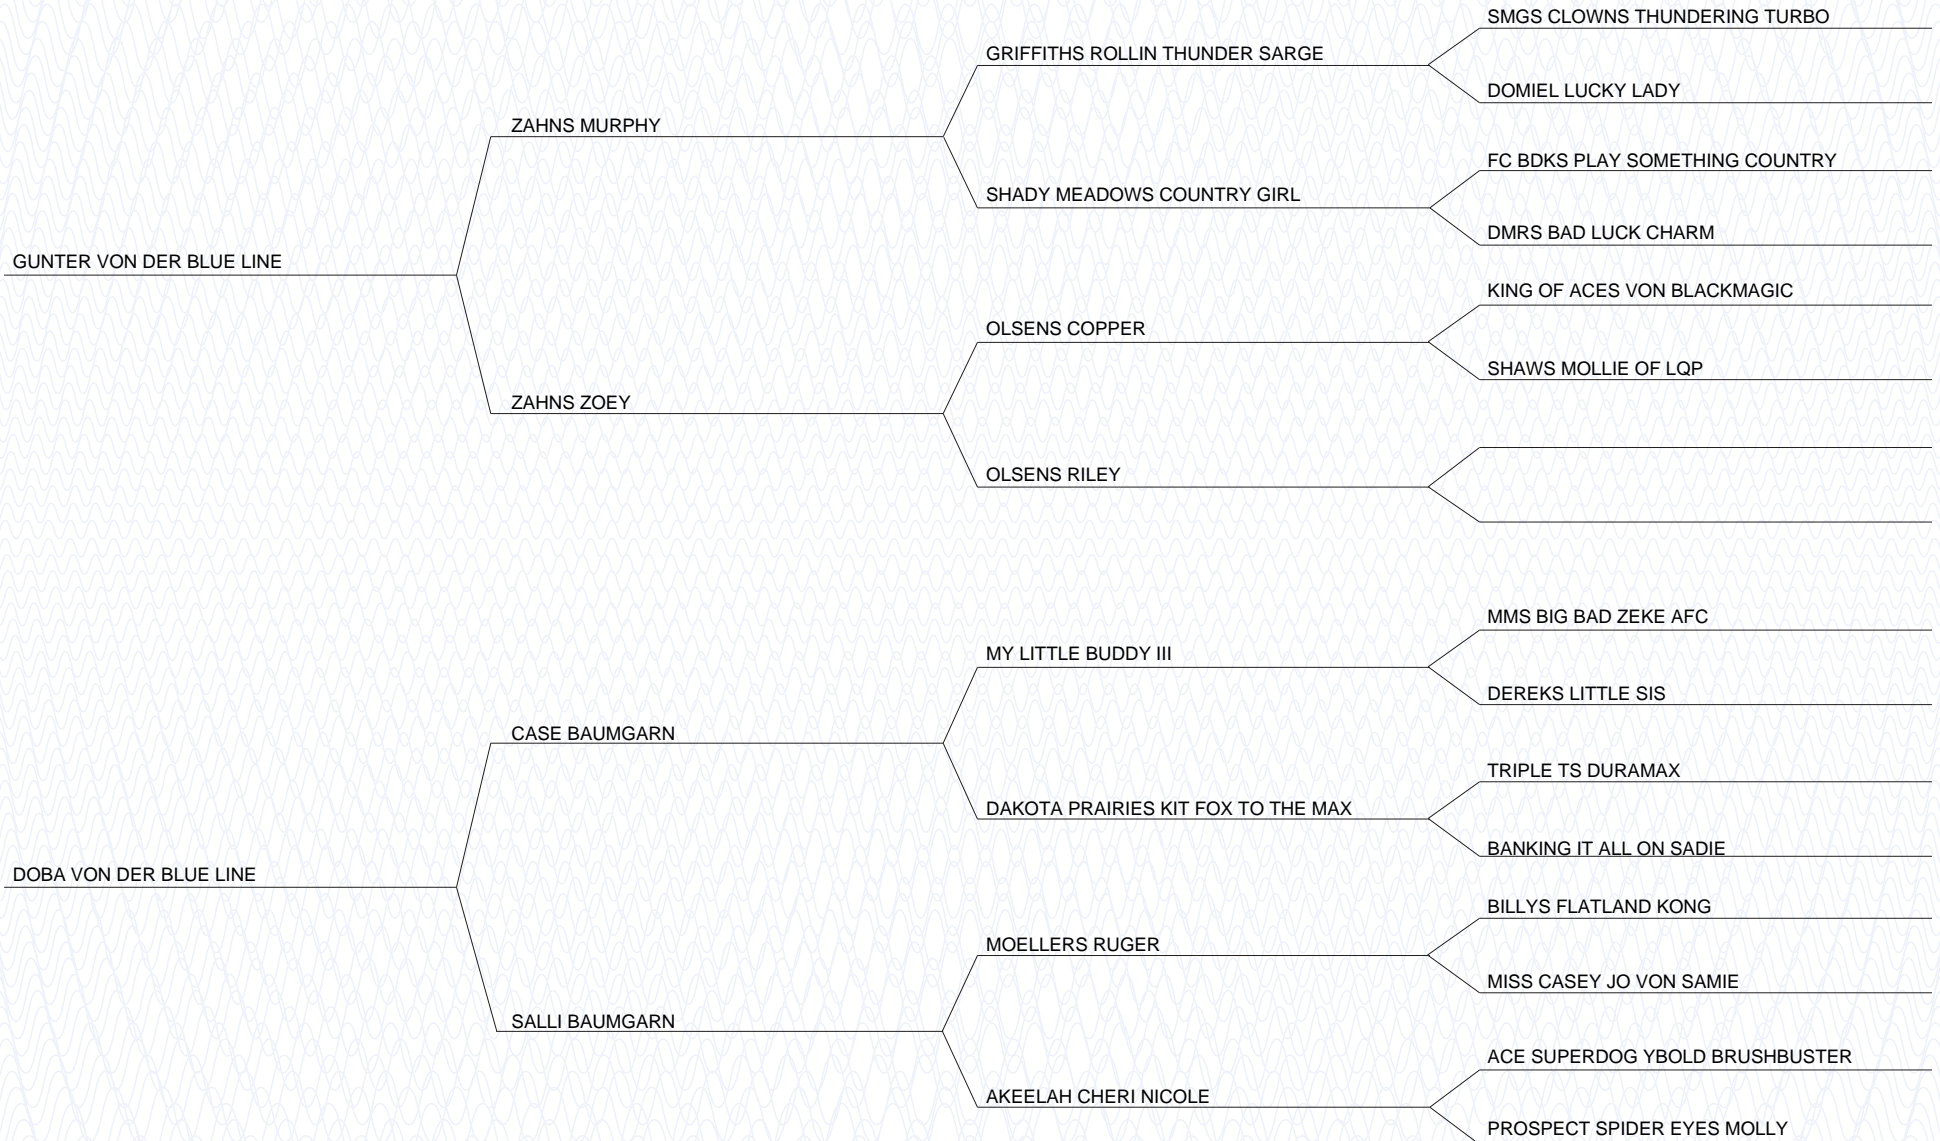 SMGS CLOWNS THUNDERING TURBO
GRIFFITHS ROLLIN THUNDER SARGE
DOMIEL LUCKY LADY
ZAHNS MURPHY
FC BDKS PLAY SOMETHING COUNTRY
SHADY MEADOWS COUNTRY GIRL
DMRS BAD LUCK CHARM
GUNTER VON DER BLUE LINE
KING OF ACES VON BLACKMAGIC
OLSENS COPPER
SHAWS MOLLIE OF LQP
ZAHNS ZOEY
OLSENS RILEY
MMS BIG BAD ZEKE AFC
MY LITTLE BUDDY III
DEREKS LITTLE SIS
CASE BAUMGARN
TRIPLE TS DURAMAX
DAKOTA PRAIRIES KIT FOX TO THE MAX
BANKING IT ALL ON SADIE
DOBA VON DER BLUE LINE
BILLYS FLATLAND KONG
MOELLERS RUGER
MISS CASEY JO VON SAMIE
SALLI BAUMGARN
ACE SUPERDOG YBOLD BRUSHBUSTER
AKEELAH CHERI NICOLE
PROSPECT SPIDER EYES MOLLY